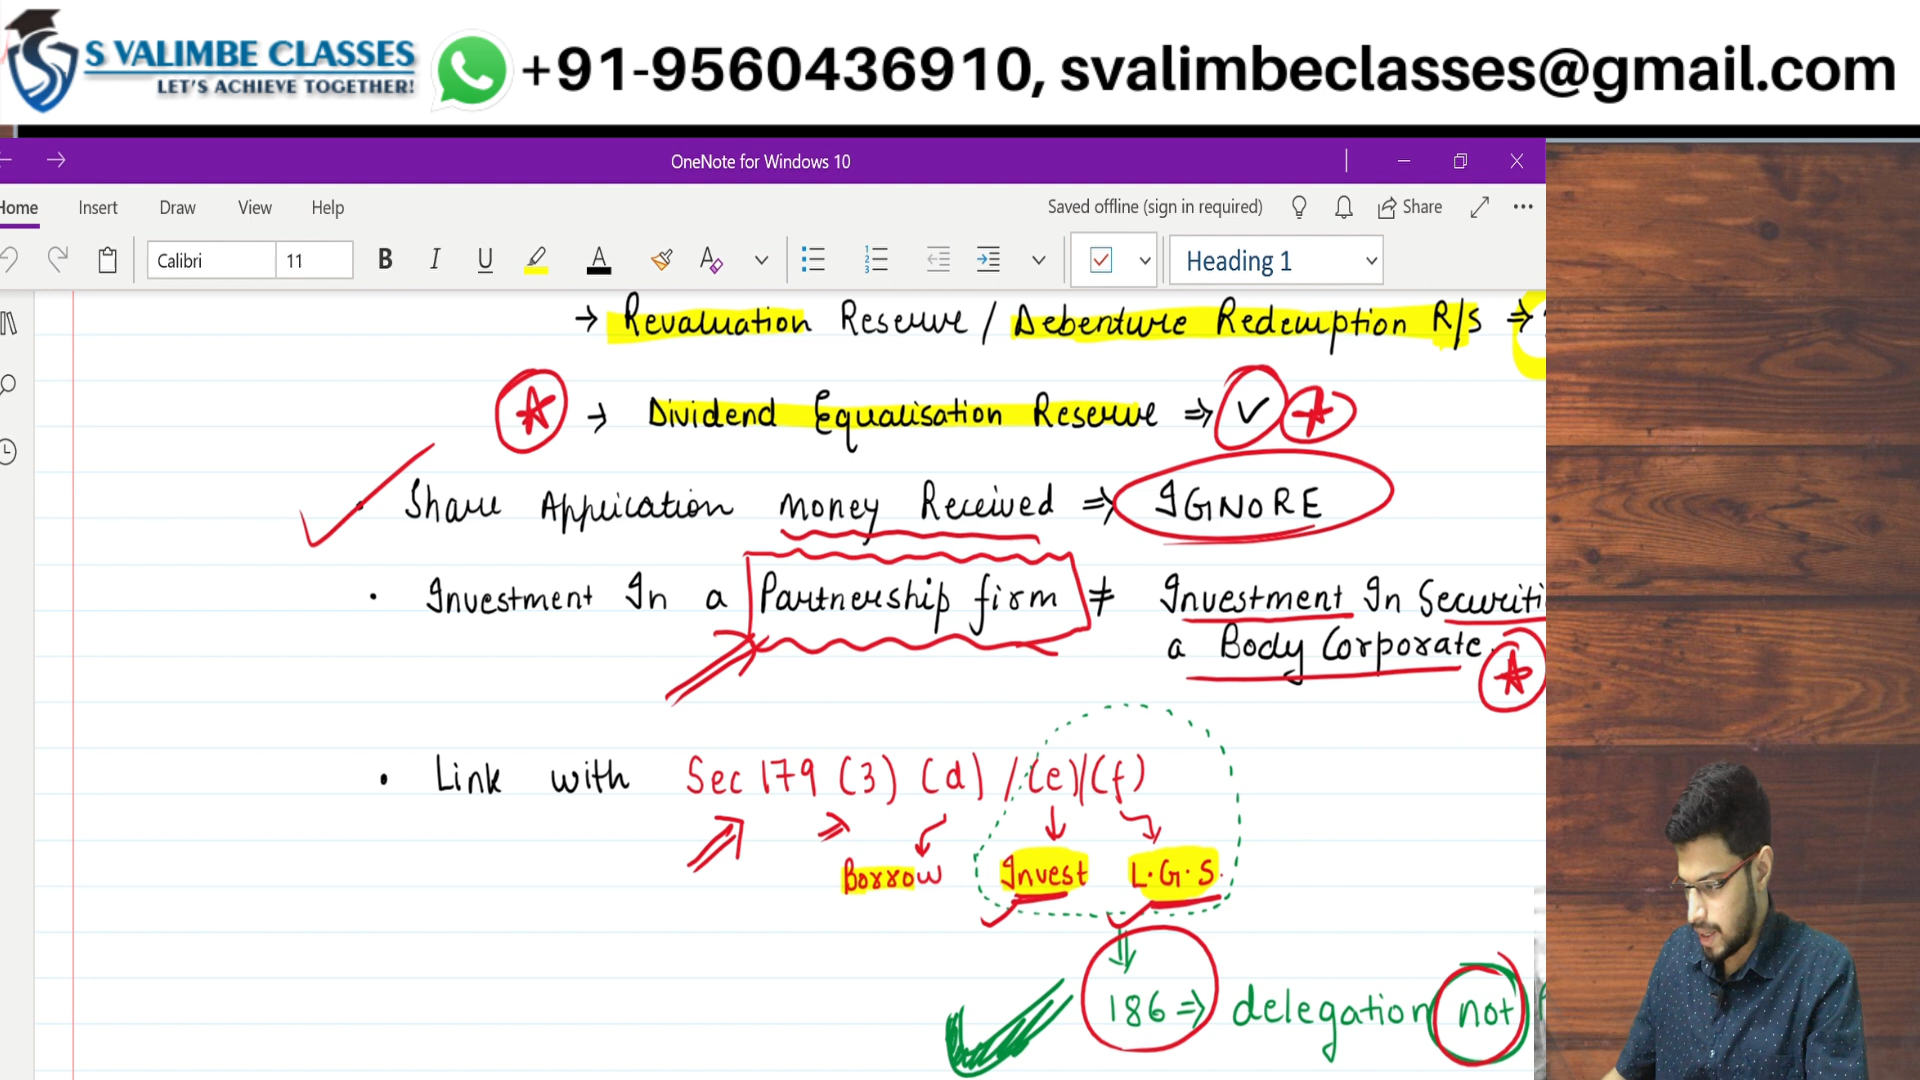 S VALIMBE CLASSES
LET'S ACHIEVE TOGETHER!
+91-9560436910, svalimbeclasses@gmail.com
OneNote for Windows 10
Home Insert Draw View Help
Saved offline (sign in required) Share
Calibri 11 B I U A A Heading 1
→ Revaluation Reserve / Debenture Redemption R/S ⇒
→ Dividend Equalisation Reserve ⇒ ✓
• Share Application money Received ⇒ IGNORE
• Investment In a Partnership firm ≠ Investment In
a Body Corporate.
• Link with Sec 179 (3) (d) / (e)/(f)
Borrow Invest L.G.S.
186 ⇒ delegation not